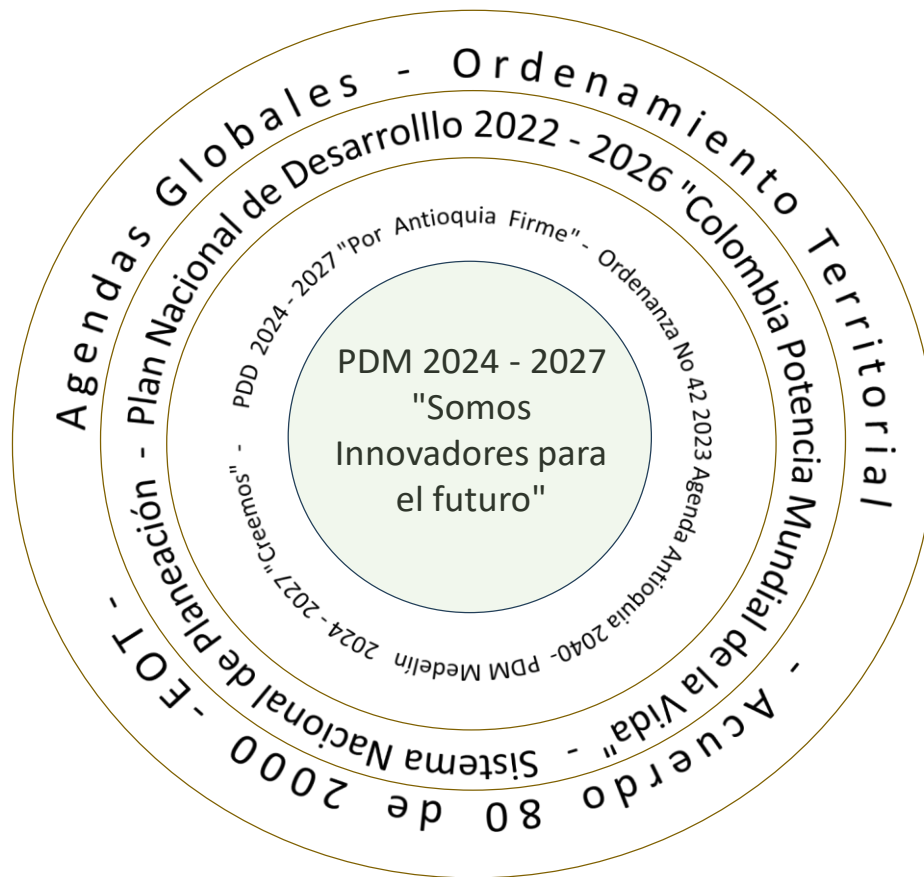 Agendas Globales - Ordenamiento Territorial - Acuerdo 80 de 2000 -EOT -
Plan Nacional de Desarrolllo 2022 - 2026 "Colombia Potencia Mundial de la Vida" - Sistema Nacional de Planeación -
PDD 2024 - 2027 "Por Antioquia Firme" - Ordenanza No 42 2023 Agenda Antioquia 2040- PDM Medellín 2024 - 2027 "Creemos" -
PDM 2024 - 2027
"Somos
Innovadores para
el futuro"